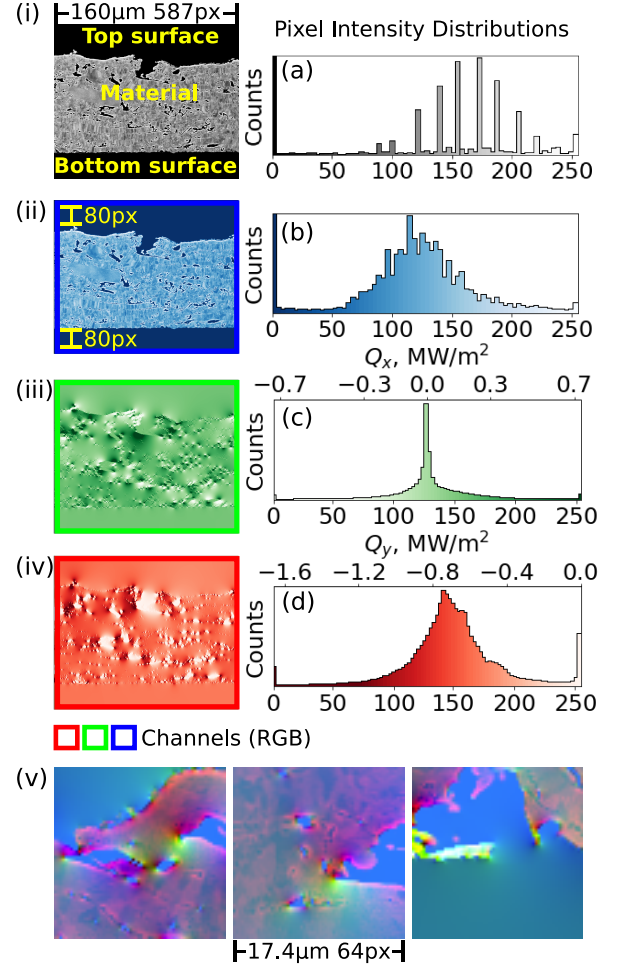 (i)
160μm 587px
Top surface
Material
Bottom surface
Pixel Intensity Distributions
(a)
Counts
0 50 100 150 200 250
(ii)
80px
80px
(b)
Counts
0 50 100 150 200 250
Qx, MW/m²
−0.7 −0.3 0.0 0.3 0.7
(iii)
(c)
Counts
0 50 100 150 200 250
Qy, MW/m²
−1.6 −1.2 −0.8 −0.4 0.0
(iv)
(d)
Counts
0 50 100 150 200 250
Channels (RGB)
(v)
17.4μm 64px